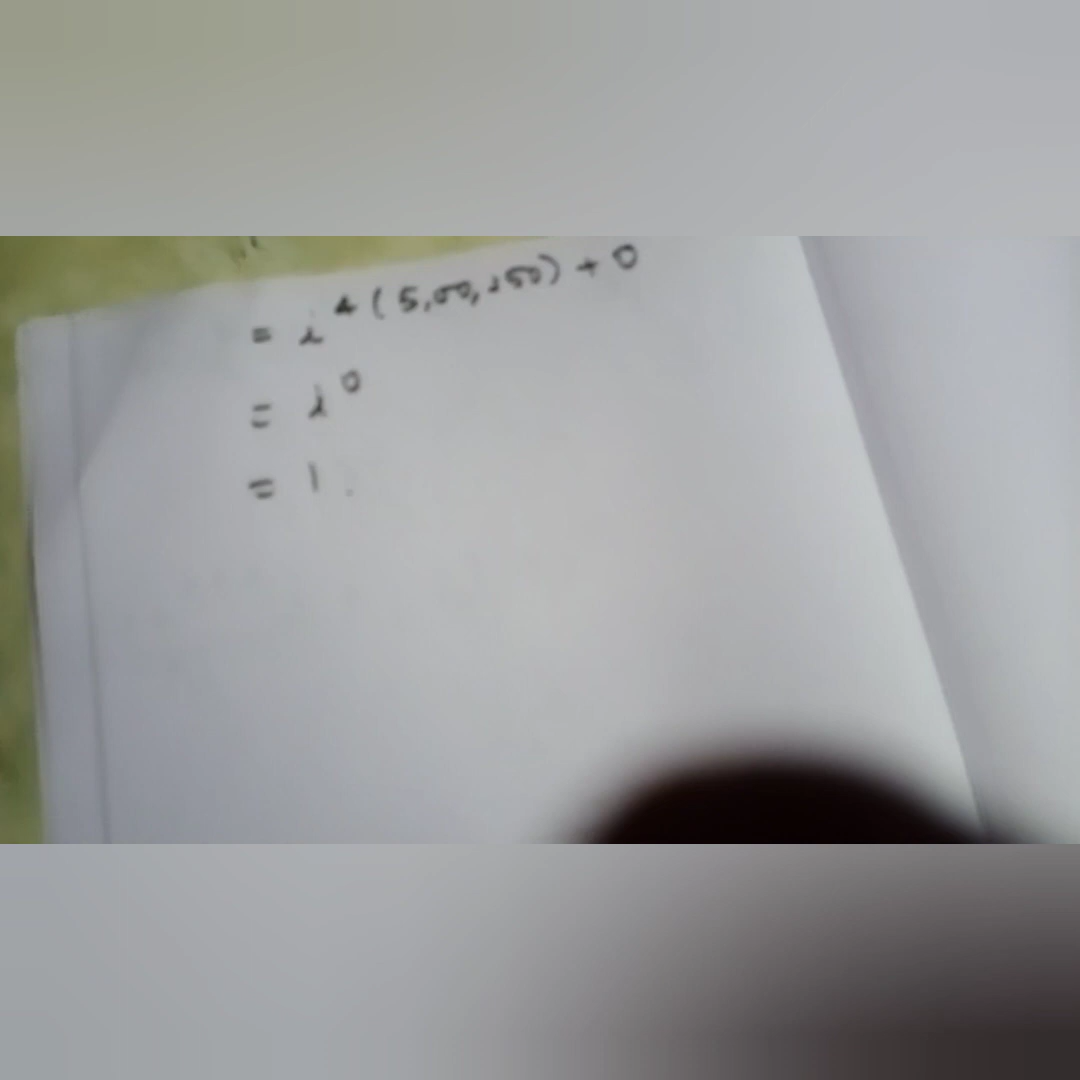 = i 4(5,00,250) + 0
= i 0
= 1.